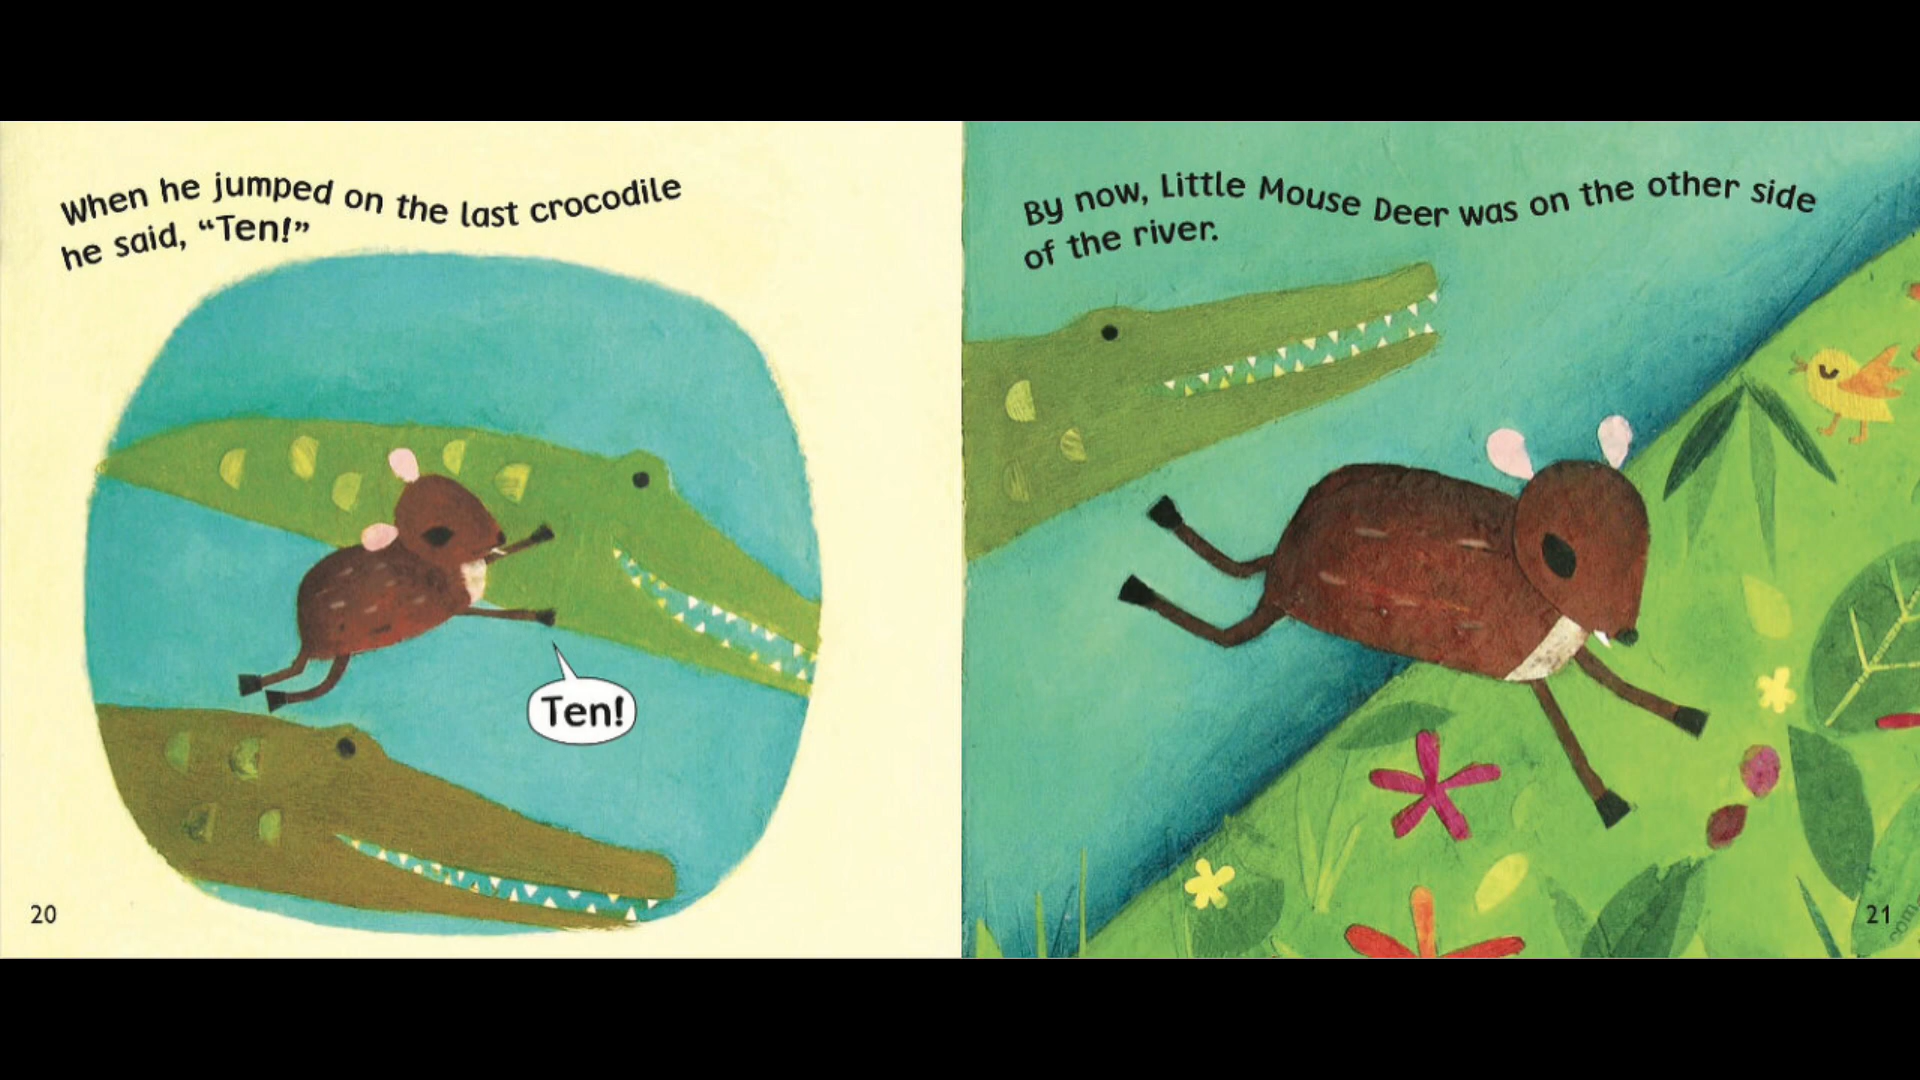 When he jumped on the last crocodile
he said, “Ten!”
Ten!
20
By now, Little Mouse Deer was on the other side
of the river.
21